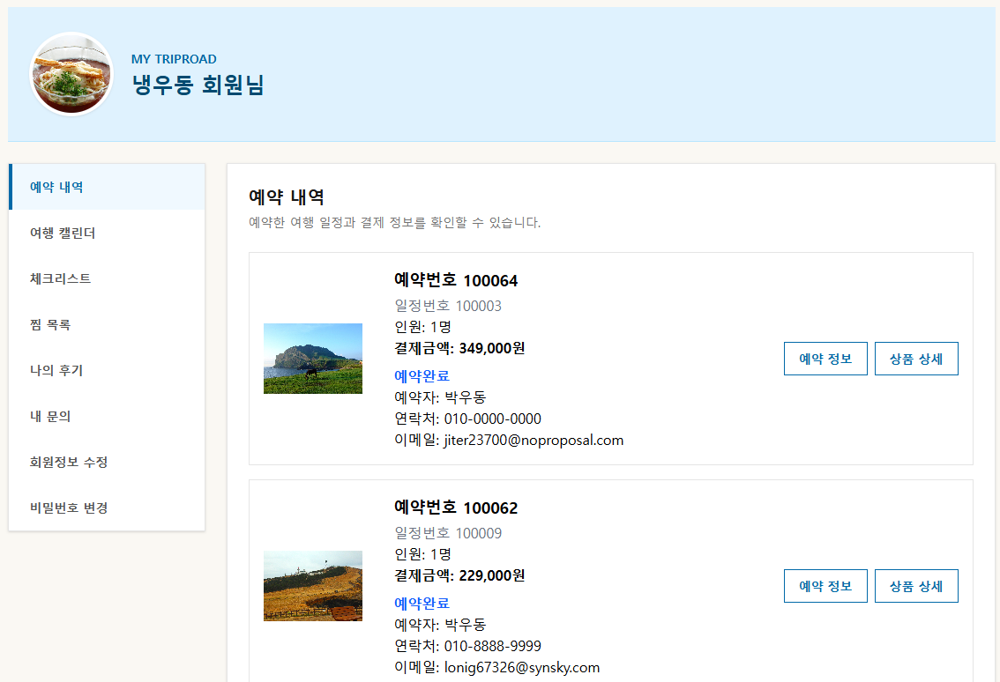 MY TRIPROAD
냉우동 회원님
예약 내역
여행 캘린더
체크리스트
찜 목록
나의 후기
내 문의
회원정보 수정
비밀번호 변경
예약 내역
예약한 여행 일정과 결제 정보를 확인할 수 있습니다.
예약번호 100064
일정번호 100003
인원: 1명
결제금액: 349,000원
예약완료
예약자: 박우동
연락처: 010-0000-0000
이메일: jiter23700@noproposal.com
예약 정보
상품 상세
예약번호 100062
일정번호 100009
인원: 1명
결제금액: 229,000원
예약완료
예약자: 박우동
연락처: 010-8888-9999
이메일: lonig67326@synsky.com
예약 정보
상품 상세